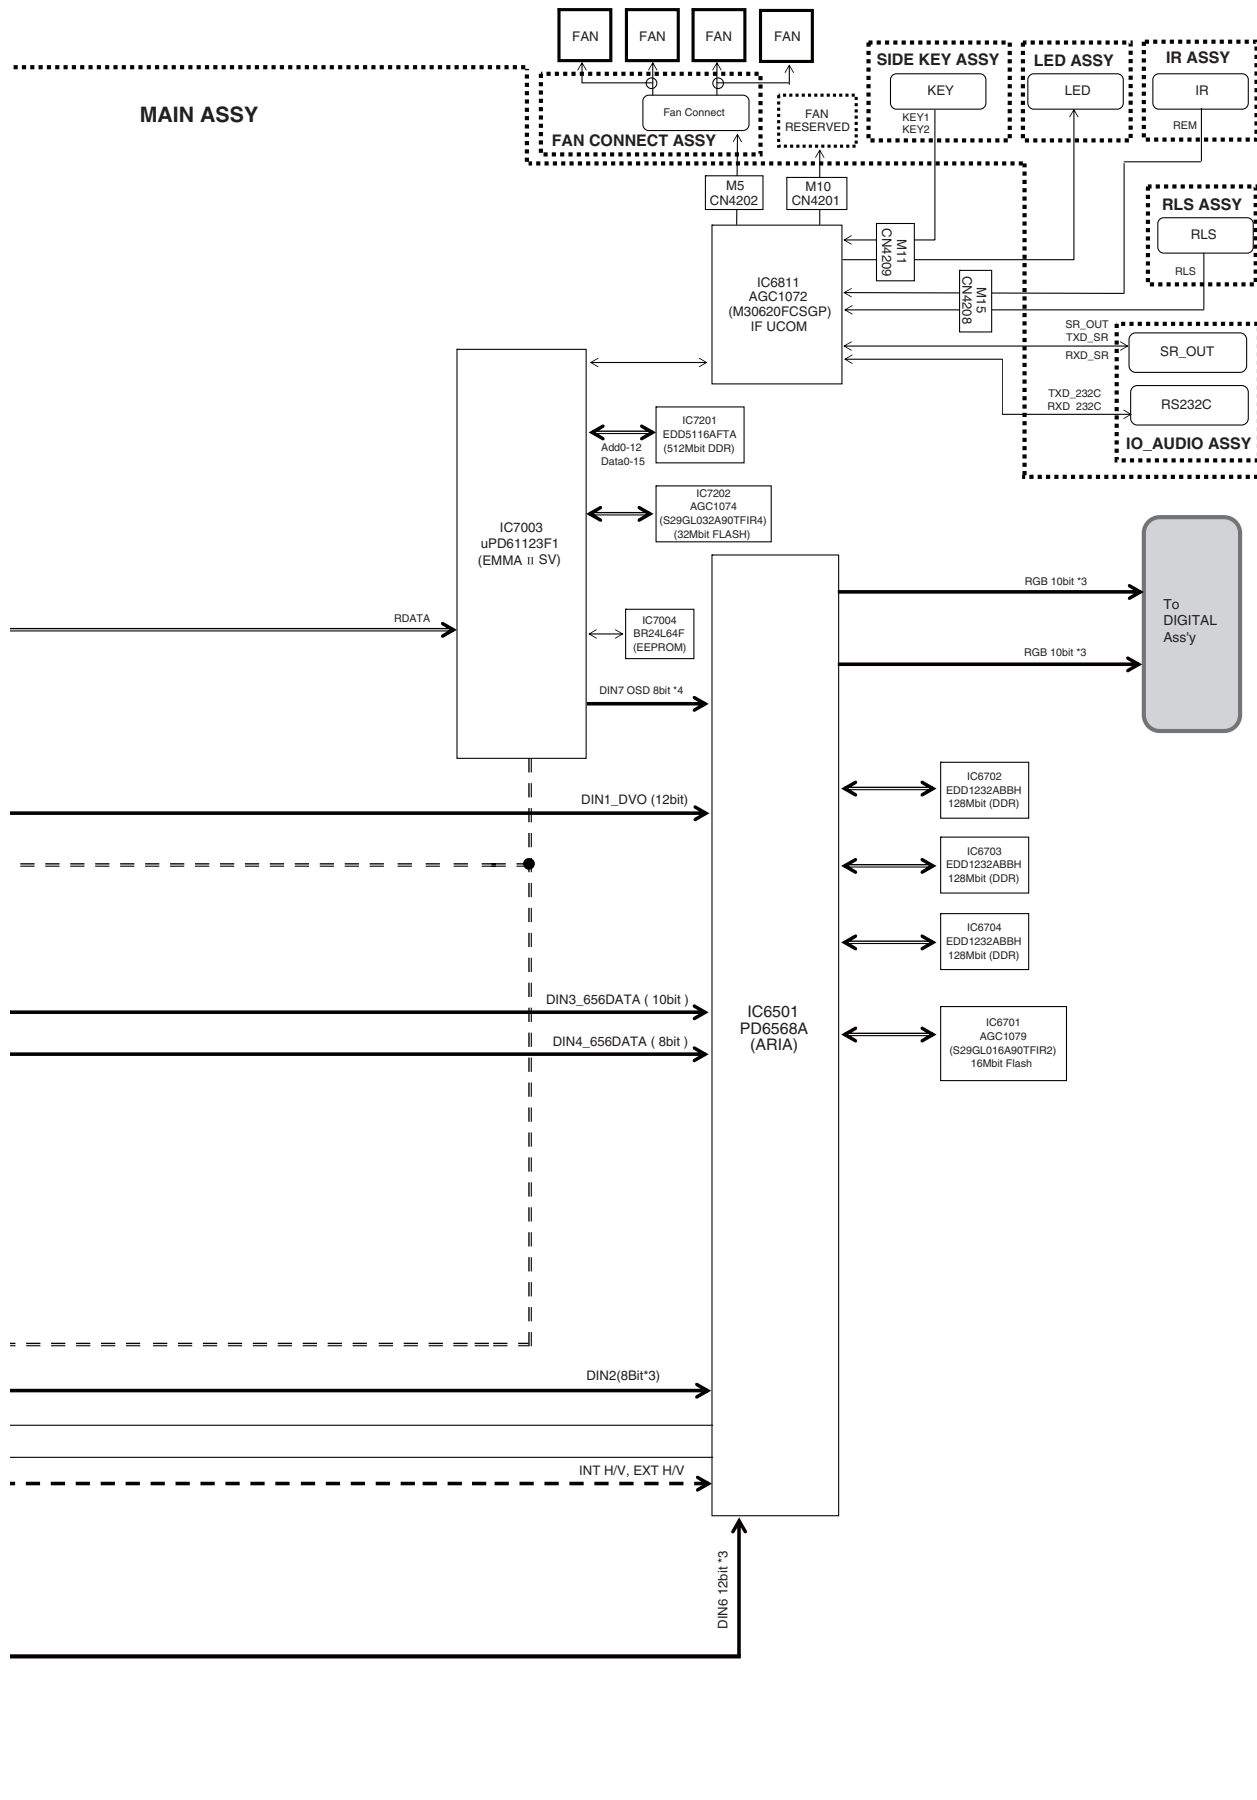 FAN
FAN
FAN
FAN
MAIN ASSY
Fan Connect
FAN CONNECT ASSY
FAN
RESERVED
SIDE KEY ASSY
KEY
KEY1
KEY2
LED ASSY
LED
IR ASSY
IR
REM
M5
CN4202
M10
CN4201
M11
CN4209
M15
CN4208
RLS ASSY
RLS
RLS
IC6811
AGC1072
(M30620FCSGP)
IF UCOM
SR_OUT
TXD_SR
RXD_SR
SR_OUT
TXD_232C
RXD_232C
RS232C
IO_AUDIO ASSY
IC7201
EDD5116AFTA
(512Mbit DDR)
Add0-12
Data0-15
IC7202
AGC1074
(S29GL032A90TFIR4)
(32Mbit FLASH)
IC7003
uPD61123F1
(EMMA II SV)
RDATA
IC7004
BR24L64F
(EEPROM)
RGB 10bit *3
RGB 10bit *3
To
DIGITAL
Ass'y
DIN7 OSD 8bit *4
DIN1_DVO (12bit)
IC6702
EDD1232ABBH
128Mbit (DDR)
IC6703
EDD1232ABBH
128Mbit (DDR)
IC6704
EDD1232ABBH
128Mbit (DDR)
DIN3_656DATA ( 10bit )
DIN4_656DATA ( 8bit )
IC6501
PD6568A
(ARIA)
IC6701
AGC1079
(S29GL016A90TFIR2)
16Mbit Flash
DIN2(8Bit*3)
INT H/V, EXT H/V
DIN6 12bit *3